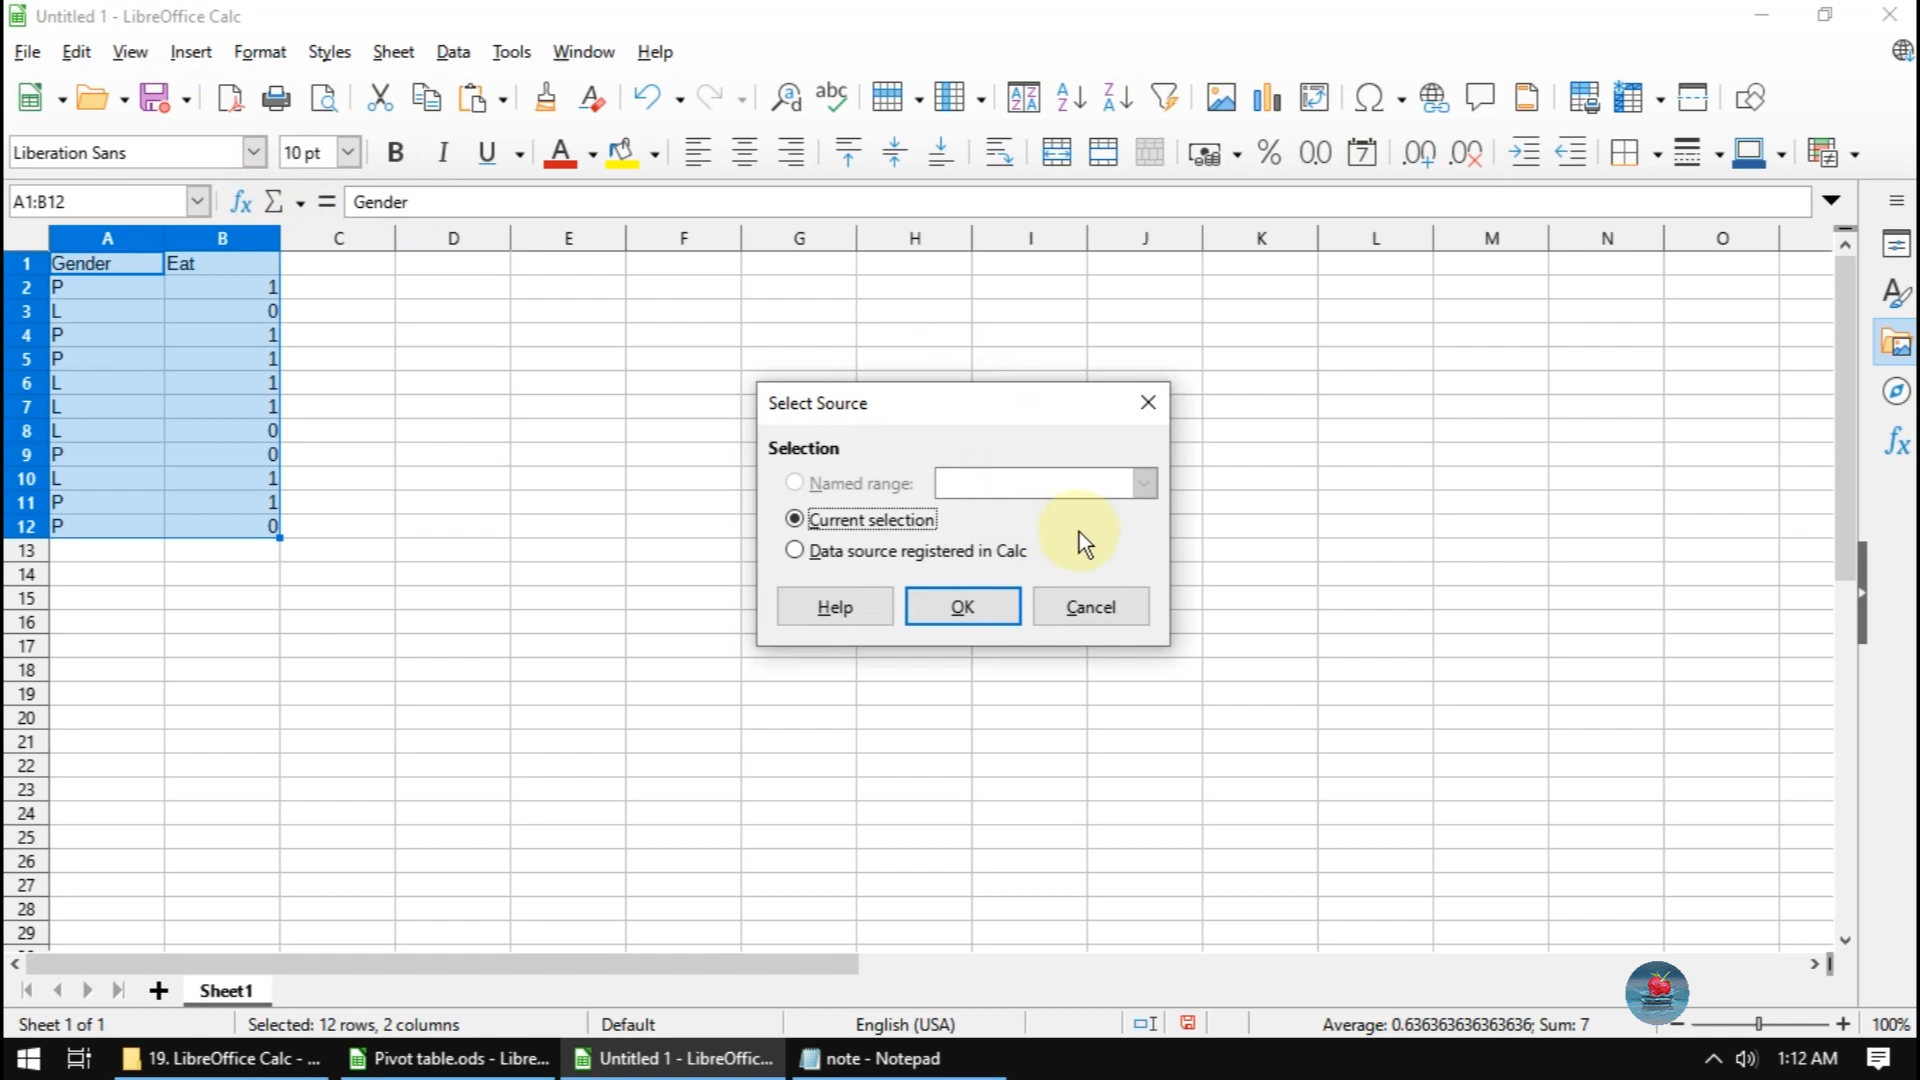 Untitled 1 - LibreOffice Calc
File Edit View Insert Format Styles Sheet Data Tools Window Help
Liberation Sans 10 pt
A1:B12 Gender
A B C D E F G H I J K L M N O
1 Gender Eat
2 P 1
3 L 0
4 P 1
5 P 1
6 L 1
7 L 1
8 L 0
9 P 0
10 L 1
11 P 1
12 P 0
13
14
15
16
17
18
19
20
21
22
23
24
25
26
27
28
29
Select Source
Selection
Named range:
Current selection
Data source registered in Calc
Help OK Cancel
Sheet1
Sheet 1 of 1 Selected: 12 rows, 2 columns Default English (USA) Average: 0.636363636363636; Sum: 7 100%
19. LibreOffice Calc - ... Pivot table.ods - Libre... Untitled 1 - LibreOffic... note - Notepad 1:12 AM